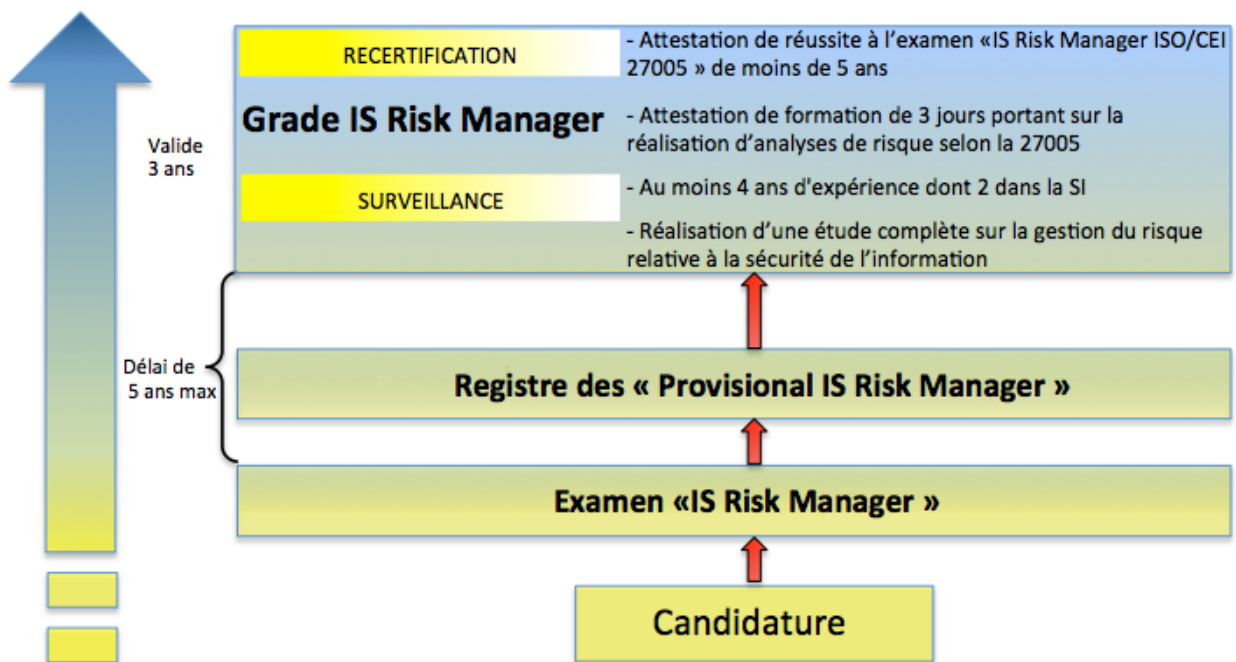 RECERTIFICATION
- Attestation de réussite à l’examen «IS Risk Manager ISO/CEI
27005 » de moins de 5 ans
Grade IS Risk Manager
- Attestation de formation de 3 jours portant sur la
réalisation d’analyses de risque selon la 27005
Valide
3 ans
- Au moins 4 ans d'expérience dont 2 dans la SI
SURVEILLANCE
- Réalisation d’une étude complète sur la gestion du risque
relative à la sécurité de l’information
Délai de
5 ans max
Registre des « Provisional IS Risk Manager »
Examen «IS Risk Manager »
Candidature